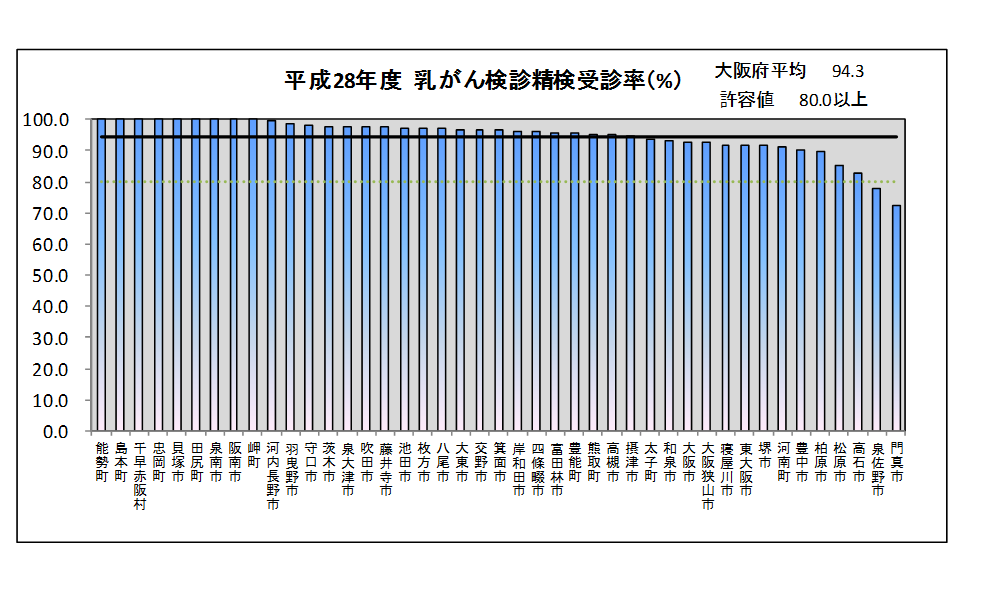 平成28年度 乳がん検診精検受診率(%)
大阪府平均 94.3
許容値 80.0以上
100.0
90.0
80.0
70.0
60.0
50.0
40.0
30.0
20.0
10.0
0.0
能勢町
島本町
千早赤阪村
忠岡町
貝塚市
田尻町
泉南市
阪南市
岬町
河内長野市
羽曳野市
守口市
茨木市
泉大津市
吹田市
藤井寺市
池田市
枚方市
八尾市
大東市
交野市
箕面市
岸和田市
四條畷市
富田林市
豊能町
熊取町
高槻市
摂津市
太子町
和泉市
大阪市
大阪狭山市
寝屋川市
東大阪市
堺市
河南町
豊中市
柏原市
松原市
高石市
泉佐野市
門真市